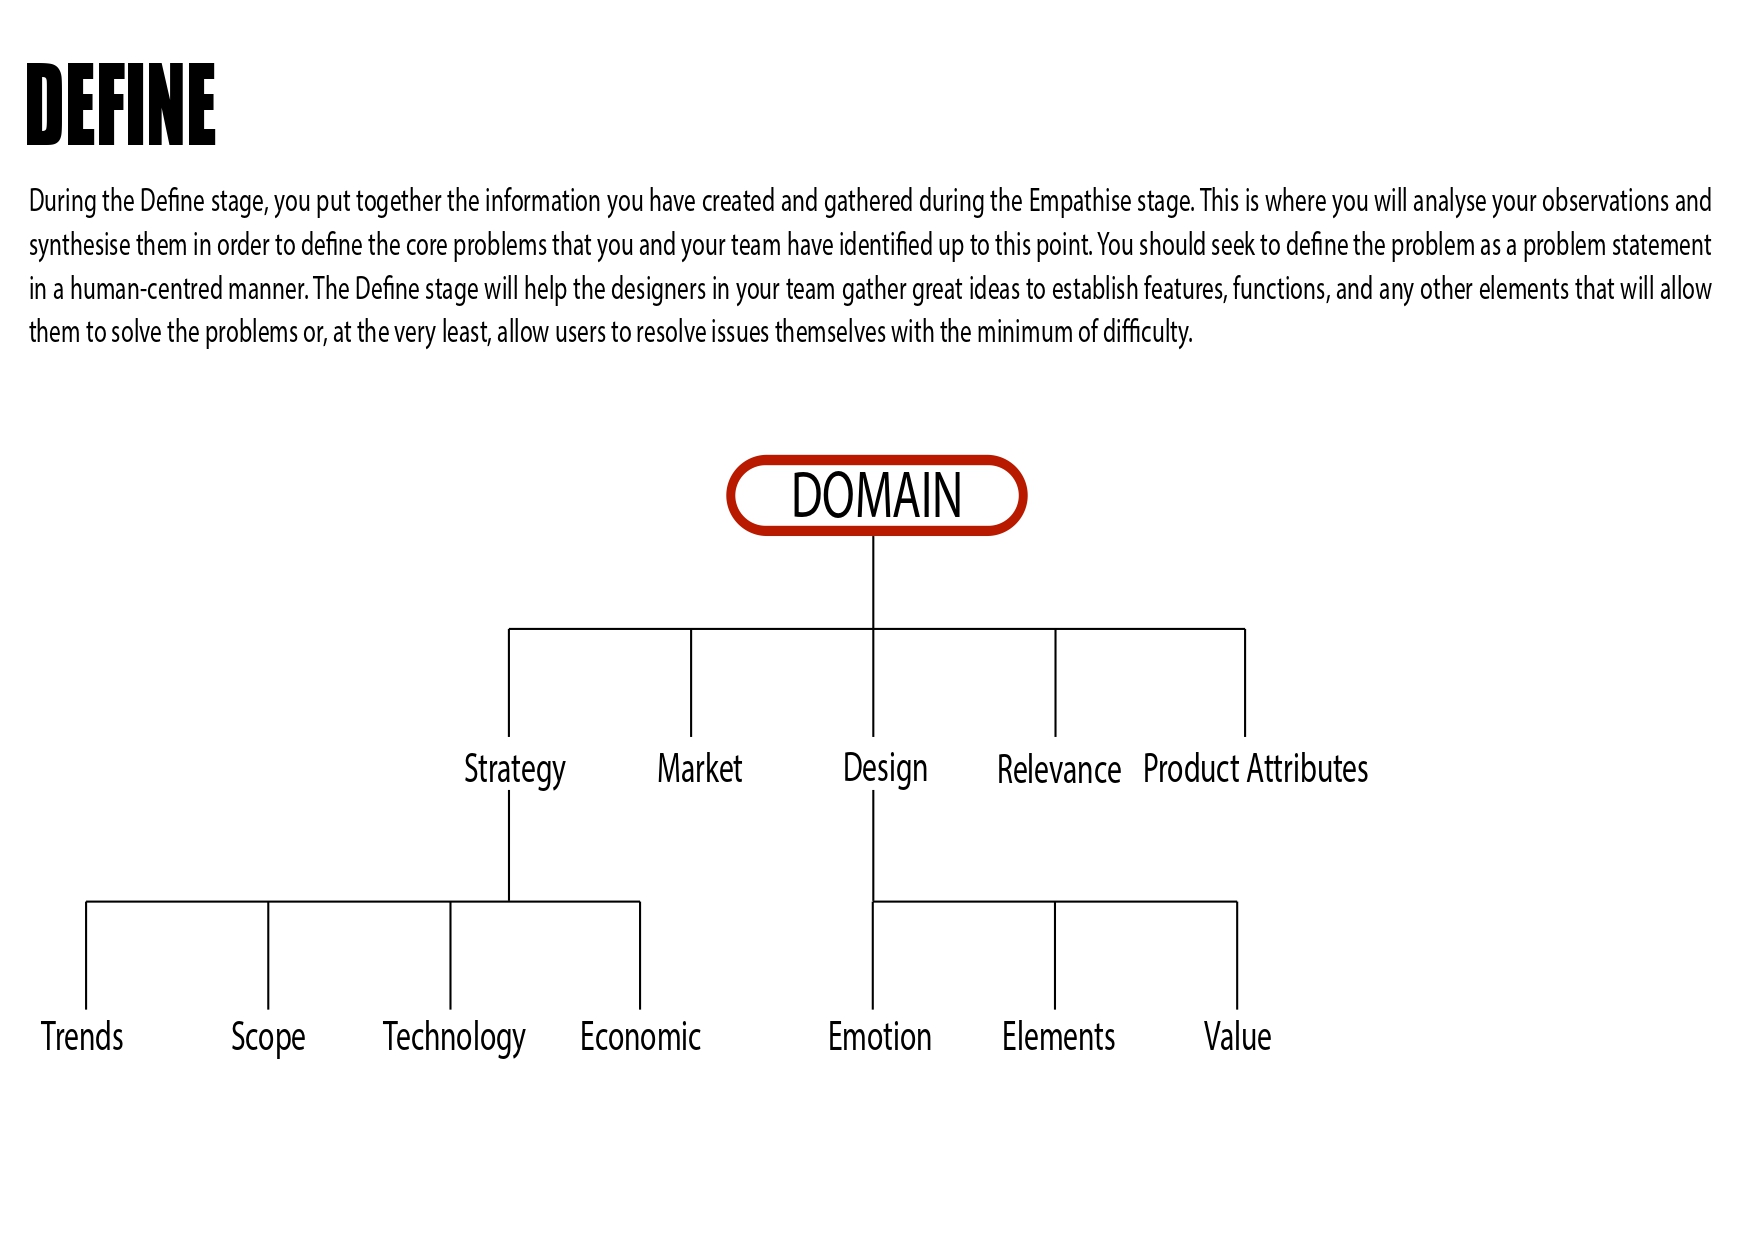 DEFINE
During the Define stage, you put together the information you have created and gathered during the Empathise stage. This is where you will analyse your observations and
synthesise them in order to define the core problems that you and your team have identified up to this point. You should seek to define the problem as a problem statement
in a human-centred manner. The Define stage will help the designers in your team gather great ideas to establish features, functions, and any other elements that will allow
them to solve the problems or, at the very least, allow users to resolve issues themselves with the minimum of difficulty.
DOMAIN
Strategy Market Design Relevance Product Attributes
Trends Scope Technology Economic Emotion Elements Value